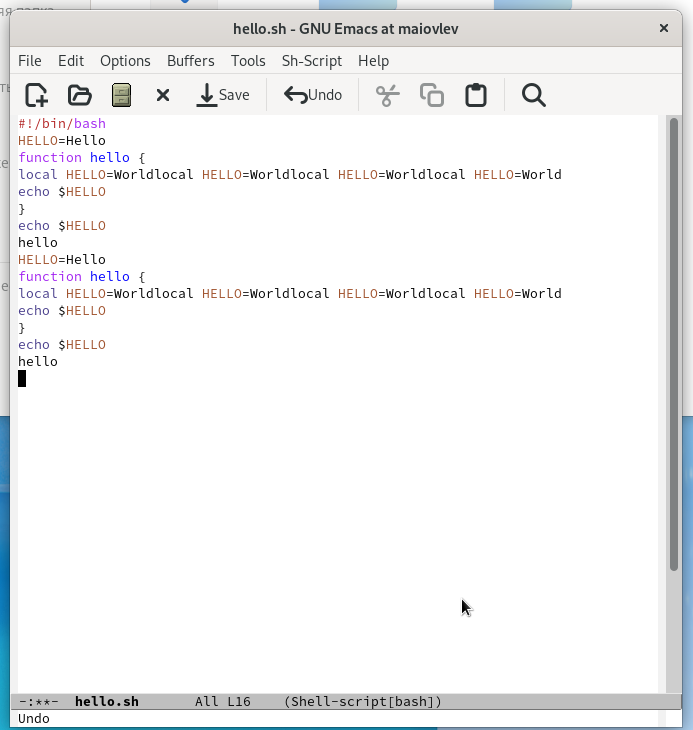 hello.sh - GNU Emacs at maiovlev
File Edit Options Buffers Tools Sh-Script Help
Save Undo
#!/bin/bash
HELLO=Hello
function hello {
local HELLO=Worldlocal HELLO=Worldlocal HELLO=Worldlocal HELLO=World
echo $HELLO
}
echo $HELLO
hello
HELLO=Hello
function hello {
local HELLO=Worldlocal HELLO=Worldlocal HELLO=Worldlocal HELLO=World
echo $HELLO
}
echo $HELLO
hello
-:**- hello.sh All L16 (Shell-script[bash])
Undo